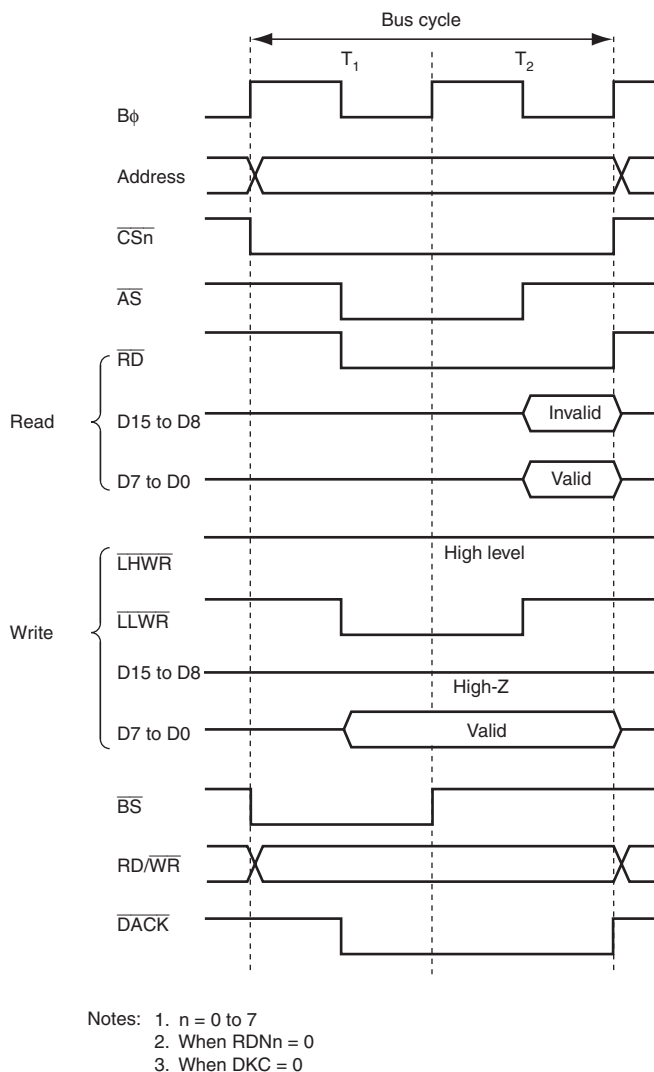 Bus cycle
T1 T2
Bφ
Address
CSn
AS
RD
Read
D15 to D8 Invalid
D7 to D0 Valid
LHWR High level
LLWR
Write
D15 to D8 High-Z
D7 to D0 Valid
BS
RD/WR
DACK
Notes: 1. n = 0 to 7
2. When RDNn = 0
3. When DKC = 0